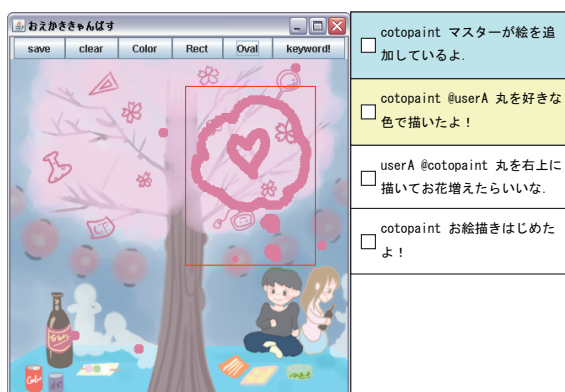 おえかききゃんばす
save clear Color Rect Oval keyword!
cotopaint マスターが絵を追
加しているよ.
cotopaint @userA 丸を好きな
色で描いたよ！
userA @cotopaint 丸を右上に
描いてお花増えたらいいな.
cotopaint お絵描きはじめた
よ！